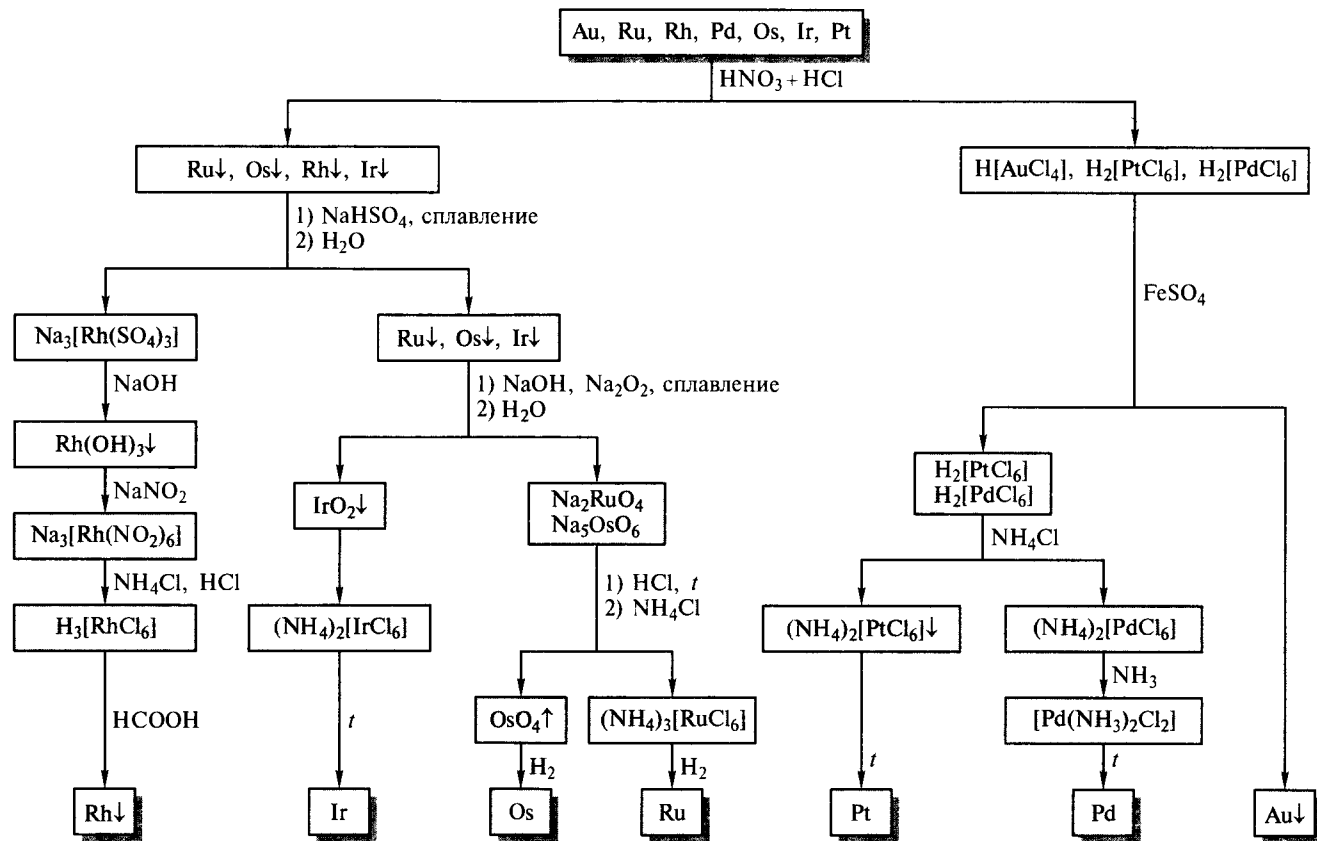 Au, Ru, Rh, Pd, Os, Ir, Pt
HNO₃ + HCl
Ru↓, Os↓, Rh↓, Ir↓
H[AuCl₄], H₂[PtCl₆], H₂[PdCl₆]
1) NaHSO₄, сплавление
2) H₂O
FeSO₄
Na₃[Rh(SO₄)₃]
Ru↓, Os↓, Ir↓
NaOH
1) NaOH, Na₂O₂, сплавление
2) H₂O
Rh(OH)₃↓
H₂[PtCl₆]
H₂[PdCl₆]
NaNO₂
IrO₂↓
Na₂RuO₄
Na₅OsO₆
Na₃[Rh(NO₂)₆]
NH₄Cl
NH₄Cl, HCl
1) HCl, t
2) NH₄Cl
H₃[RhCl₆]
(NH₄)₂[IrCl₆]
(NH₄)₂[PtCl₆]↓
(NH₄)₂[PdCl₆]
NH₃
HCOOH
t
OsO₄↑
(NH₄)₃[RuCl₆]
[Pd(NH₃)₂Cl₂]
H₂
H₂
t
t
Rh↓
Ir
Os
Ru
Pt
Pd
Au↓